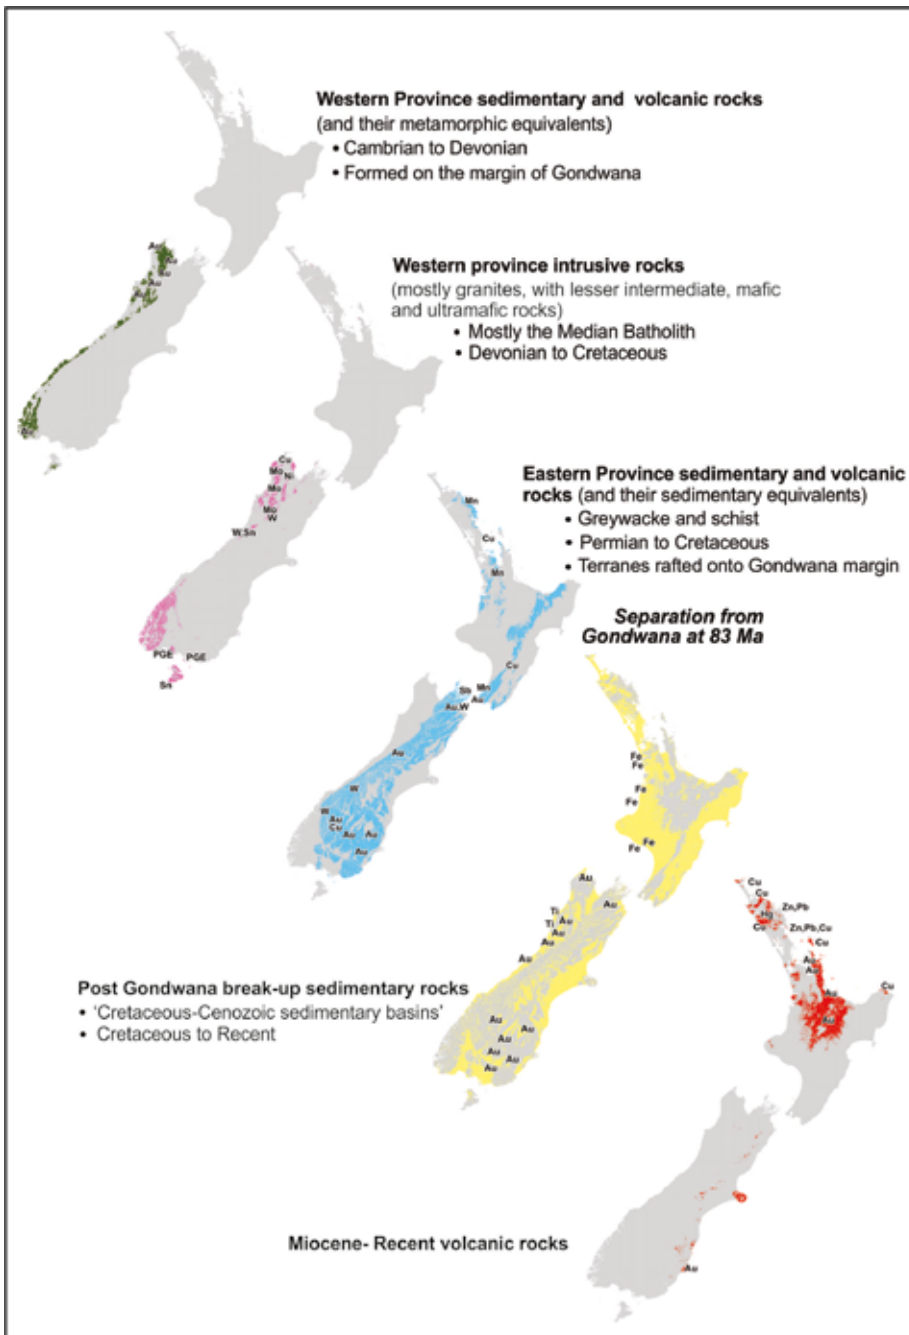 Western Province sedimentary and volcanic rocks
(and their metamorphic equivalents)
• Cambrian to Devonian
• Formed on the margin of Gondwana
Au
Au
Au
Western province intrusive rocks
(mostly granites, with lesser intermediate, mafic
and ultramafic rocks)
• Mostly the Median Batholith
• Devonian to Cretaceous
Cu
Mo
Ni
Mo
Mo
W
W,Sn
PGE
PGE
Sn
Eastern Province sedimentary and volcanic
rocks (and their sedimentary equivalents)
• Greywacke and schist
• Permian to Cretaceous
• Terranes rafted onto Gondwana margin
Mn
Cu
Mn
Cu
Sb
Mn
Au
Au,W
Au
W
W
Au
Cu
Au
Au
Au
Separation from
Gondwana at 83 Ma
Fe
Fe
Fe
Fe
Fe
Fe
Au
Au
Ti
Ti
Au
Au
Au
Au
Au
Au
Au
Au
Au
Au
Post Gondwana break-up sedimentary rocks
• 'Cretaceous-Cenozoic sedimentary basins'
• Cretaceous to Recent
Cu
Cu
Zn,Pb
Hg
Cu
Zn,Pb,Cu
Cu
Au
Au
Cu
Au
Au
Miocene- Recent volcanic rocks
Au